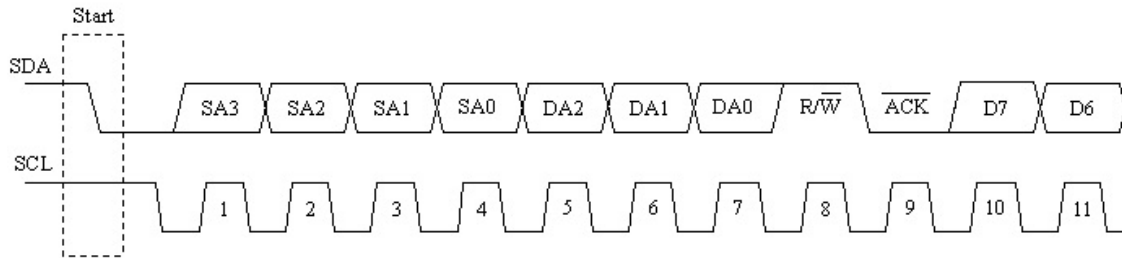 Start
SDA
SA3 SA2 SA1 SA0 DA2 DA1 DA0 R/W̅ A̅C̅K̅ D7 D6
SCL
1 2 3 4 5 6 7 8 9 10 11